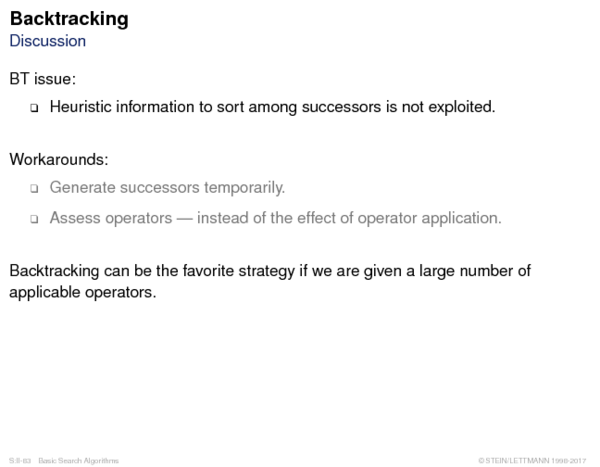 Backtracking
Discussion
BT issue:
❑ Heuristic information to sort among successors is not exploited.
Workarounds:
❑ Generate successors temporarily.
❑ Assess operators — instead of the effect of operator application.
Backtracking can be the favorite strategy if we are given a large number of
applicable operators.
S:II-83 Basic Search Algorithms
© STEIN/LETTMANN 1998-2017